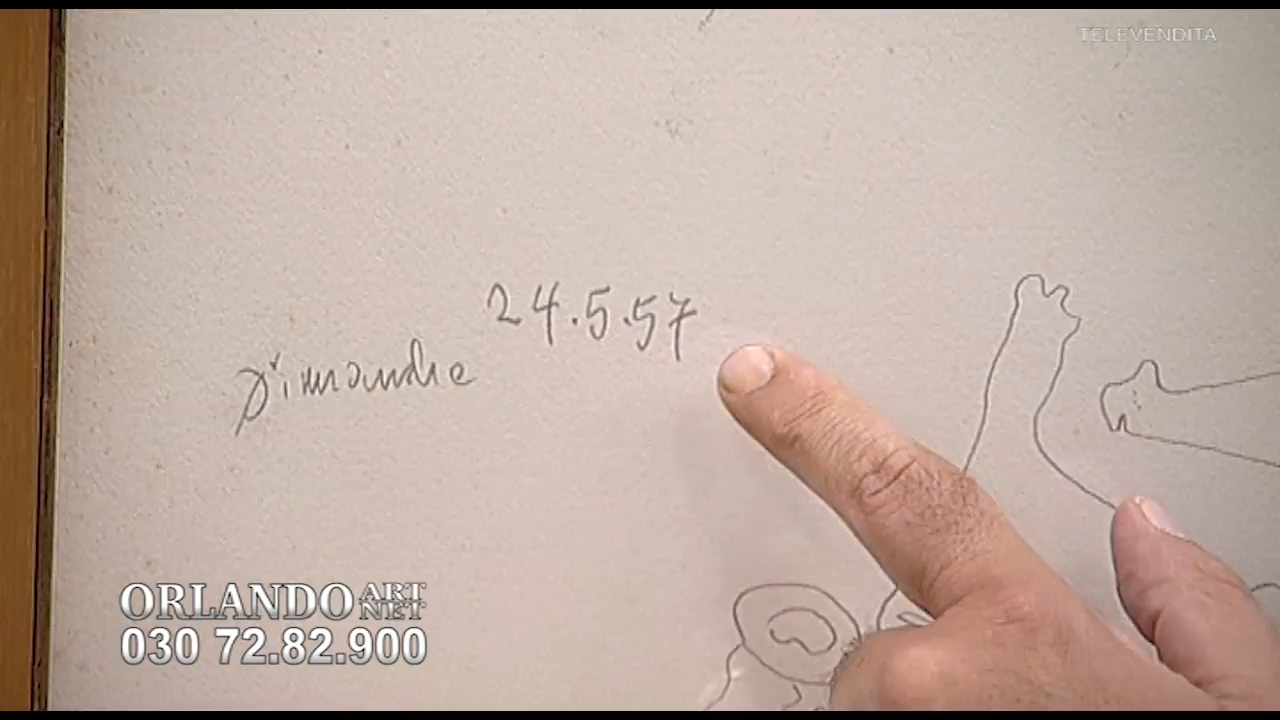 TELEVENDITA
24.5.57
Dimanche
ORLANDO ART NET
030 72.82.900